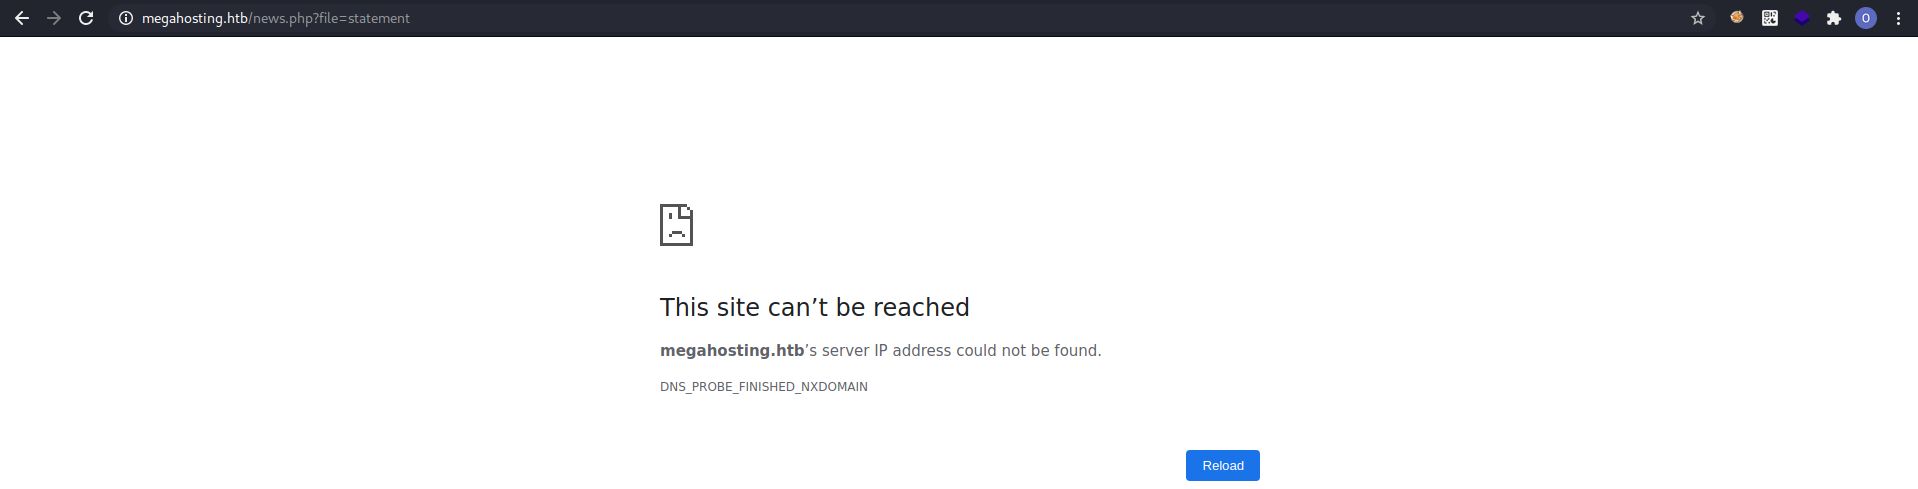 megahosting.htb/news.php?file=statement
0
This site can’t be reached
megahosting.htb’s server IP address could not be found.
DNS_PROBE_FINISHED_NXDOMAIN
Reload